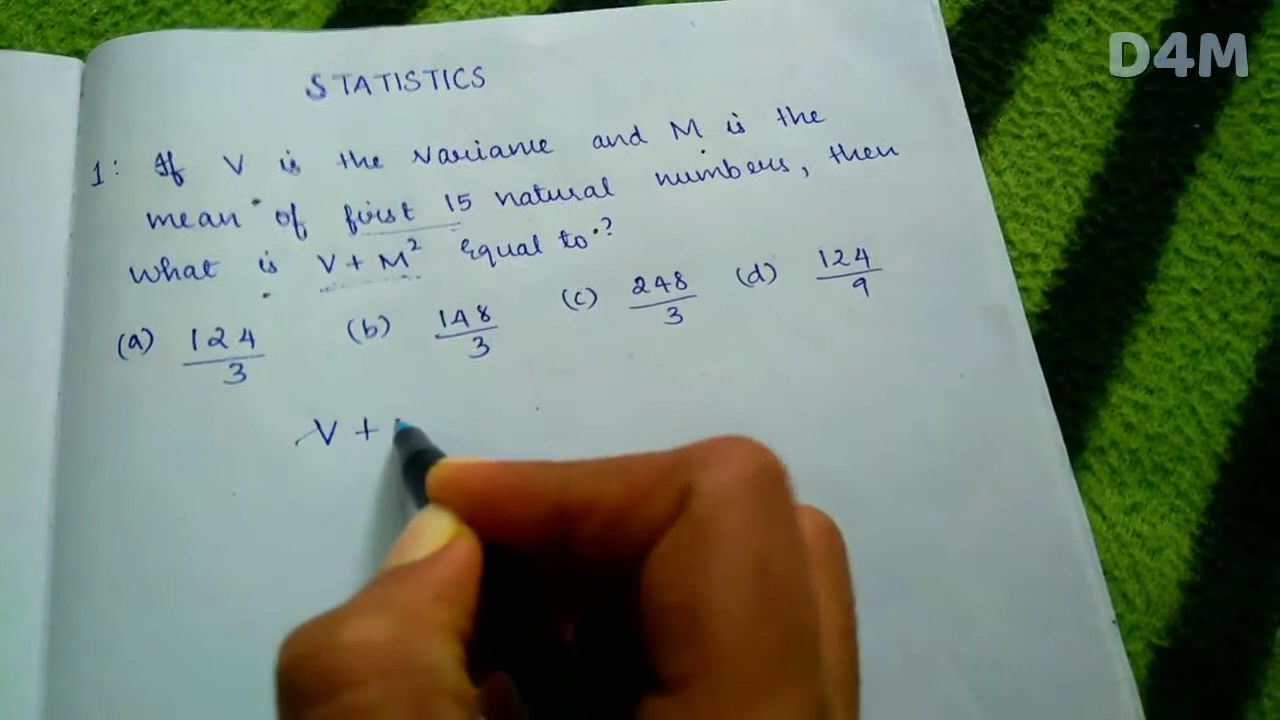 D4M
STATISTICS
1: If V is the variance and M is the
mean of first 15 natural numbers, then
what is V + M² equal to ?
(a) 124/3 (b) 148/3 (c) 248/3 (d) 124/9
V +